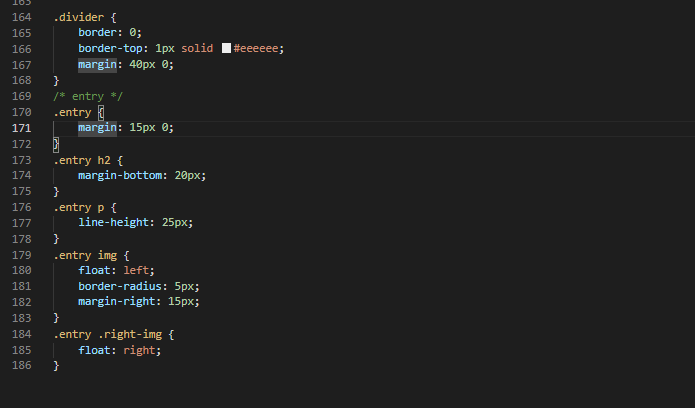 163
164 .divider {
165 border: 0;
166 border-top: 1px solid #eeeeee;
167 margin: 40px 0;
168 }
169 /* entry */
170 .entry {
171 margin: 15px 0;
172 }
173 .entry h2 {
174 margin-bottom: 20px;
175 }
176 .entry p {
177 line-height: 25px;
178 }
179 .entry img {
180 float: left;
181 border-radius: 5px;
182 margin-right: 15px;
183 }
184 .entry .right-img {
185 float: right;
186 }